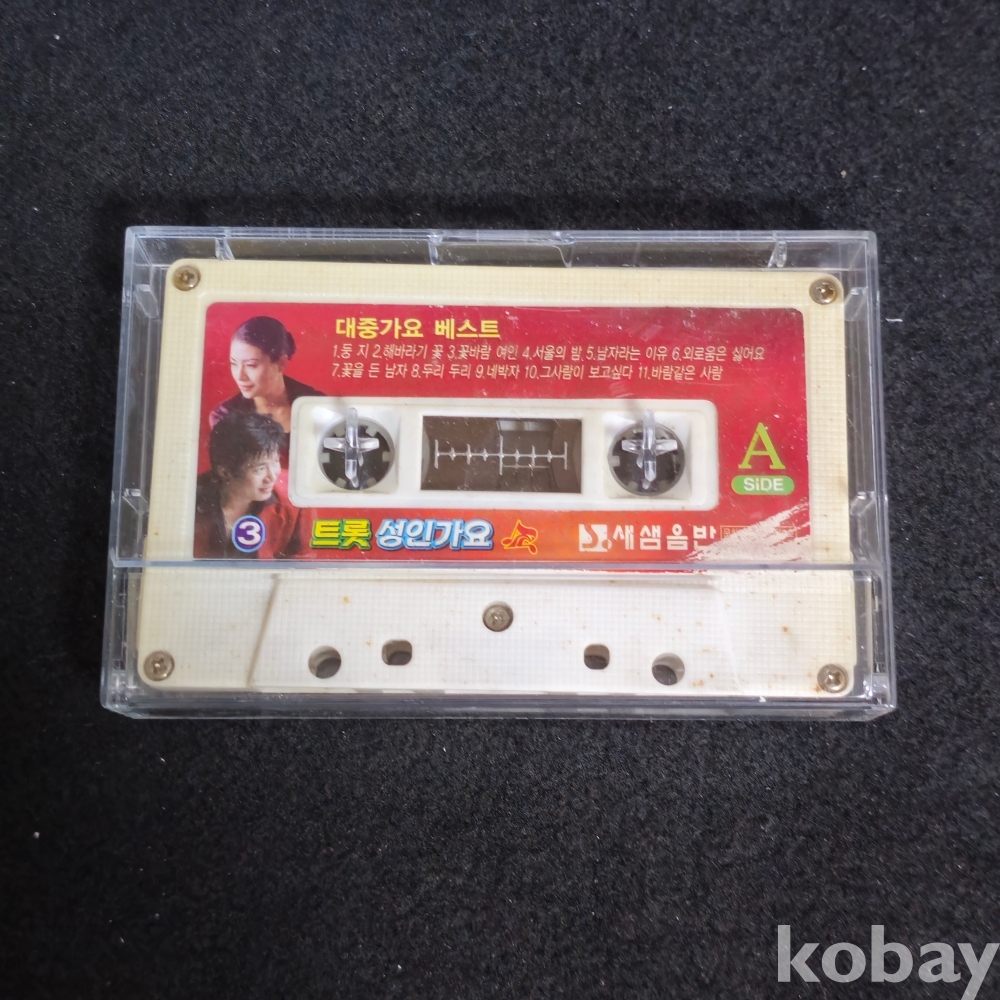 대중가요 베스트
1.둥 지 2.해바라기 꽃 3.꽃바람 여인 4.서울의 밤 5.남자라는 이유 6.외로움은 싫어요
7.꽃을 든 남자 8.두리 두리 9.네박자 10.그사람이 보고싶다 11.바람같은 사람
A
SiDE
3 트롯 성인가요 새샘음반
kobay